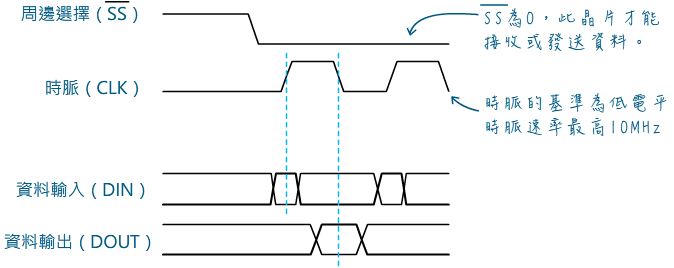 周邊選擇（SS）
SS為0，此晶片才能
接收或發送資料。
時脈（CLK）
時脈的基準為低電平
時脈速率最高10MHz
資料輸入（DIN）
資料輸出（DOUT）